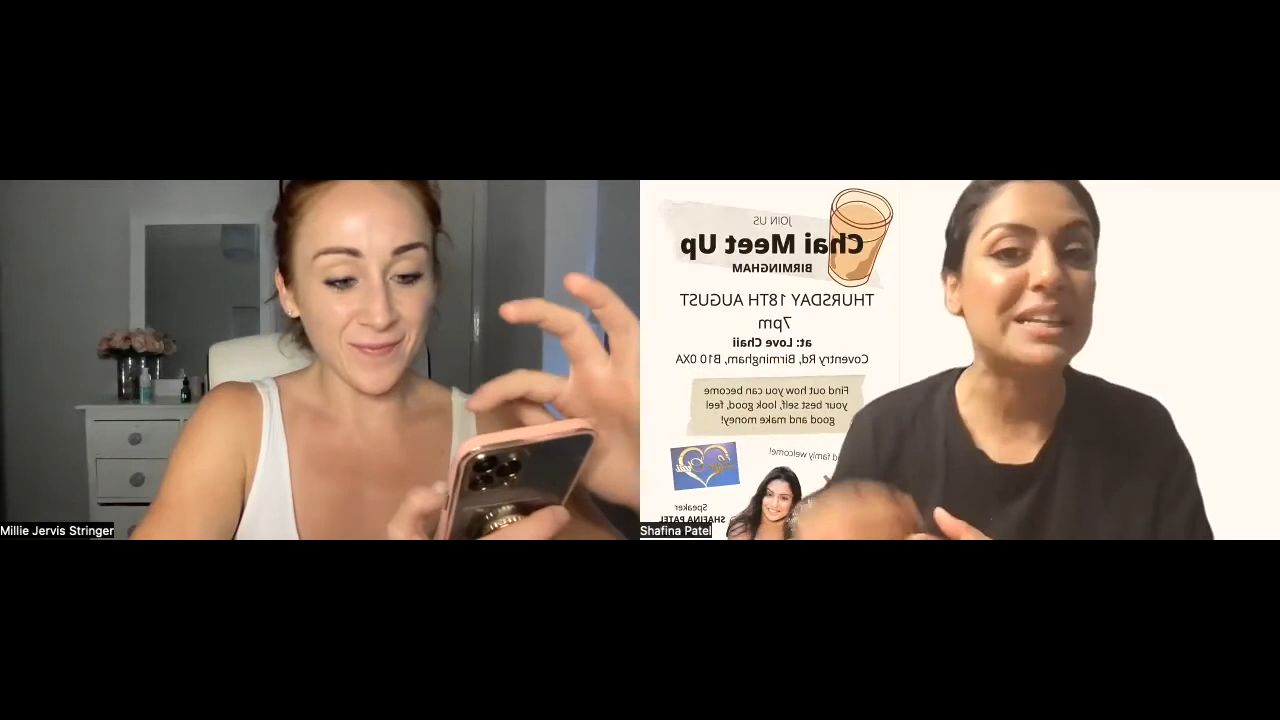 JOIN US
Chai Meet Up
BIRMINGHAM
THURSDAY 18TH AUGUST
7pm
at: Love Chaii
Coventry Rd, Birmingham, B10 0XA
Find out how you can become
your best self, look good, feel
good and make money!
d family welcome!
Speaker
SHAFINA PATEL
Millie Jervis Stringer
Shafina Patel